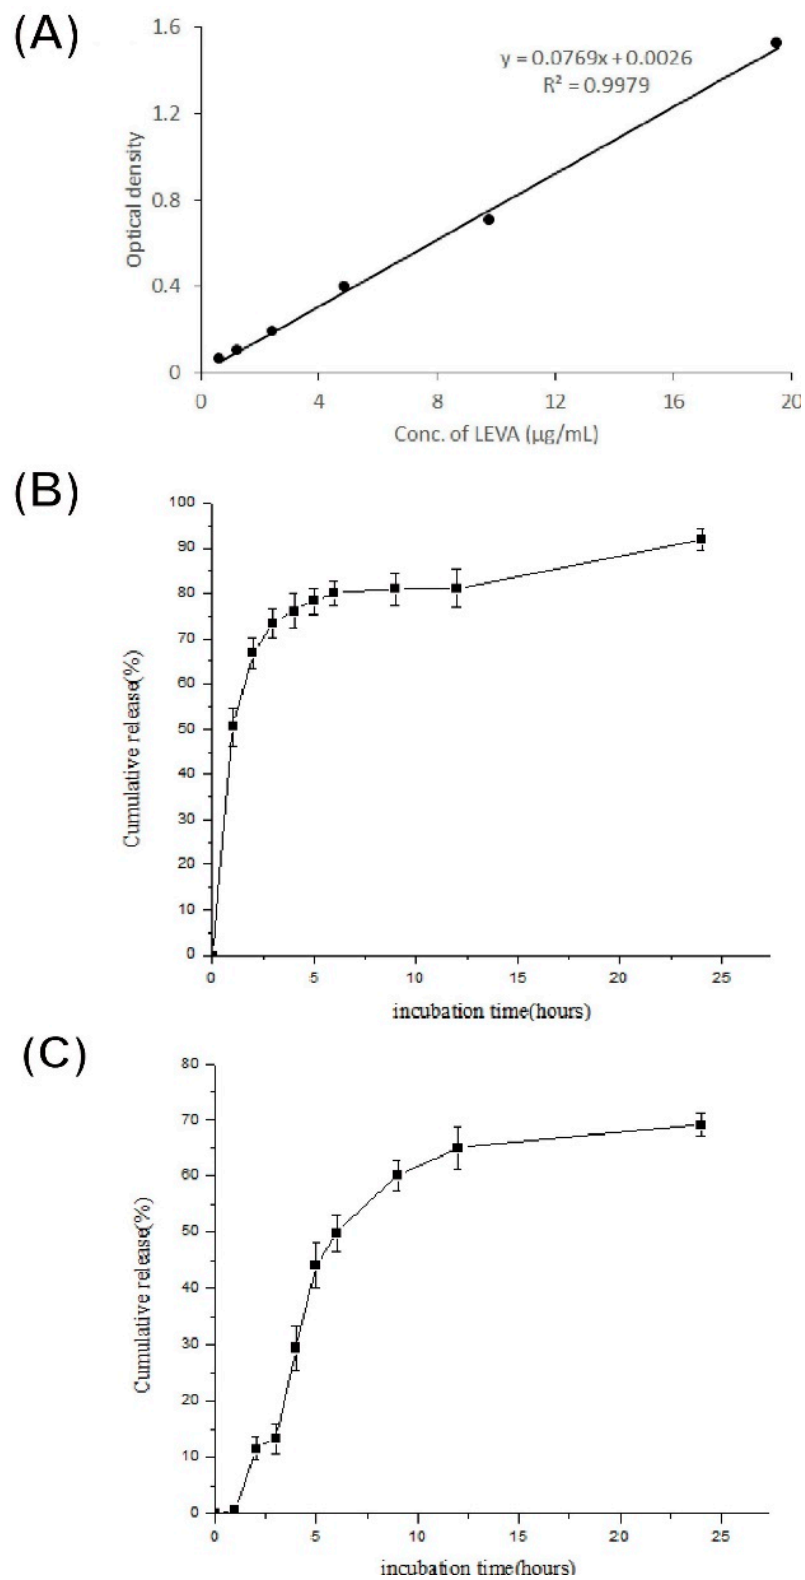 (A)
1.6
y = 0.0769x + 0.0026
R² = 0.9979
1.2
0.8
0.4
0
Optical density
0 4 8 12 16 20
Conc. of LEVA (µg/mL)
(B)
100
90
80
70
60
50
40
30
20
10
0
Cumulative release(%)
0 5 10 15 20 25
incubation time(hours)
(C)
80
70
60
50
40
30
20
10
0
Cumulative release(%)
0 5 10 15 20 25
incubation time(hours)